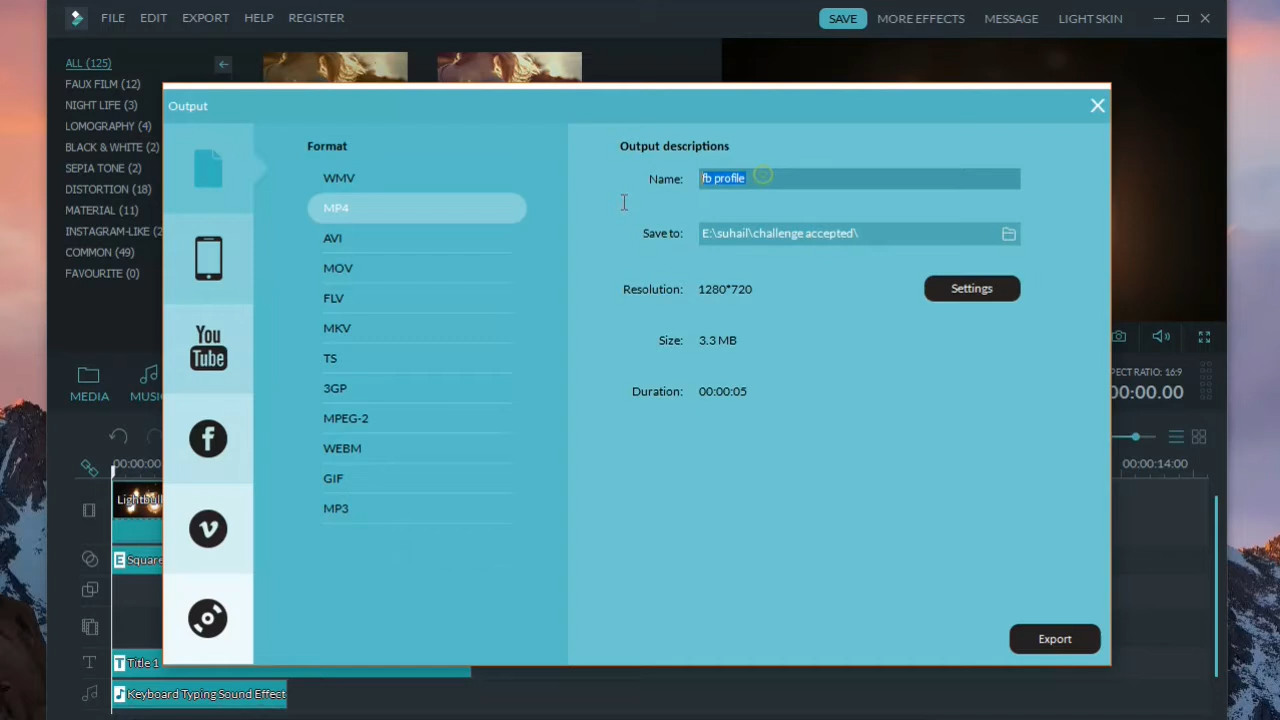 FILE EDIT EXPORT HELP REGISTER SAVE MORE EFFECTS MESSAGE LIGHT SKIN
ALL (125)
FAUX FILM (12)
NIGHT LIFE (3)
LOMOGRAPHY (4)
BLACK & WHITE (2)
SEPIA TONE (2)
DISTORTION (18)
MATERIAL (11)
INSTAGRAM-LIKE (2
COMMON (49)
FAVOURITE (0)
MEDIA MUSI
00:00:00
Lightbul
E Square
T Title 1
Keyboard Typing Sound Effect
Output
You
Tube
Format
WMV
MP4
AVI
MOV
FLV
MKV
TS
3GP
MPEG-2
WEBM
GIF
MP3
Output descriptions
Name: fb profile
Save to: E:\suhail\challenge accepted\
Resolution: 1280*720 Settings
Size: 3.3 MB
Duration: 00:00:05
Export
PECT RATIO: 16:9
00:00.00
00:00:14:00